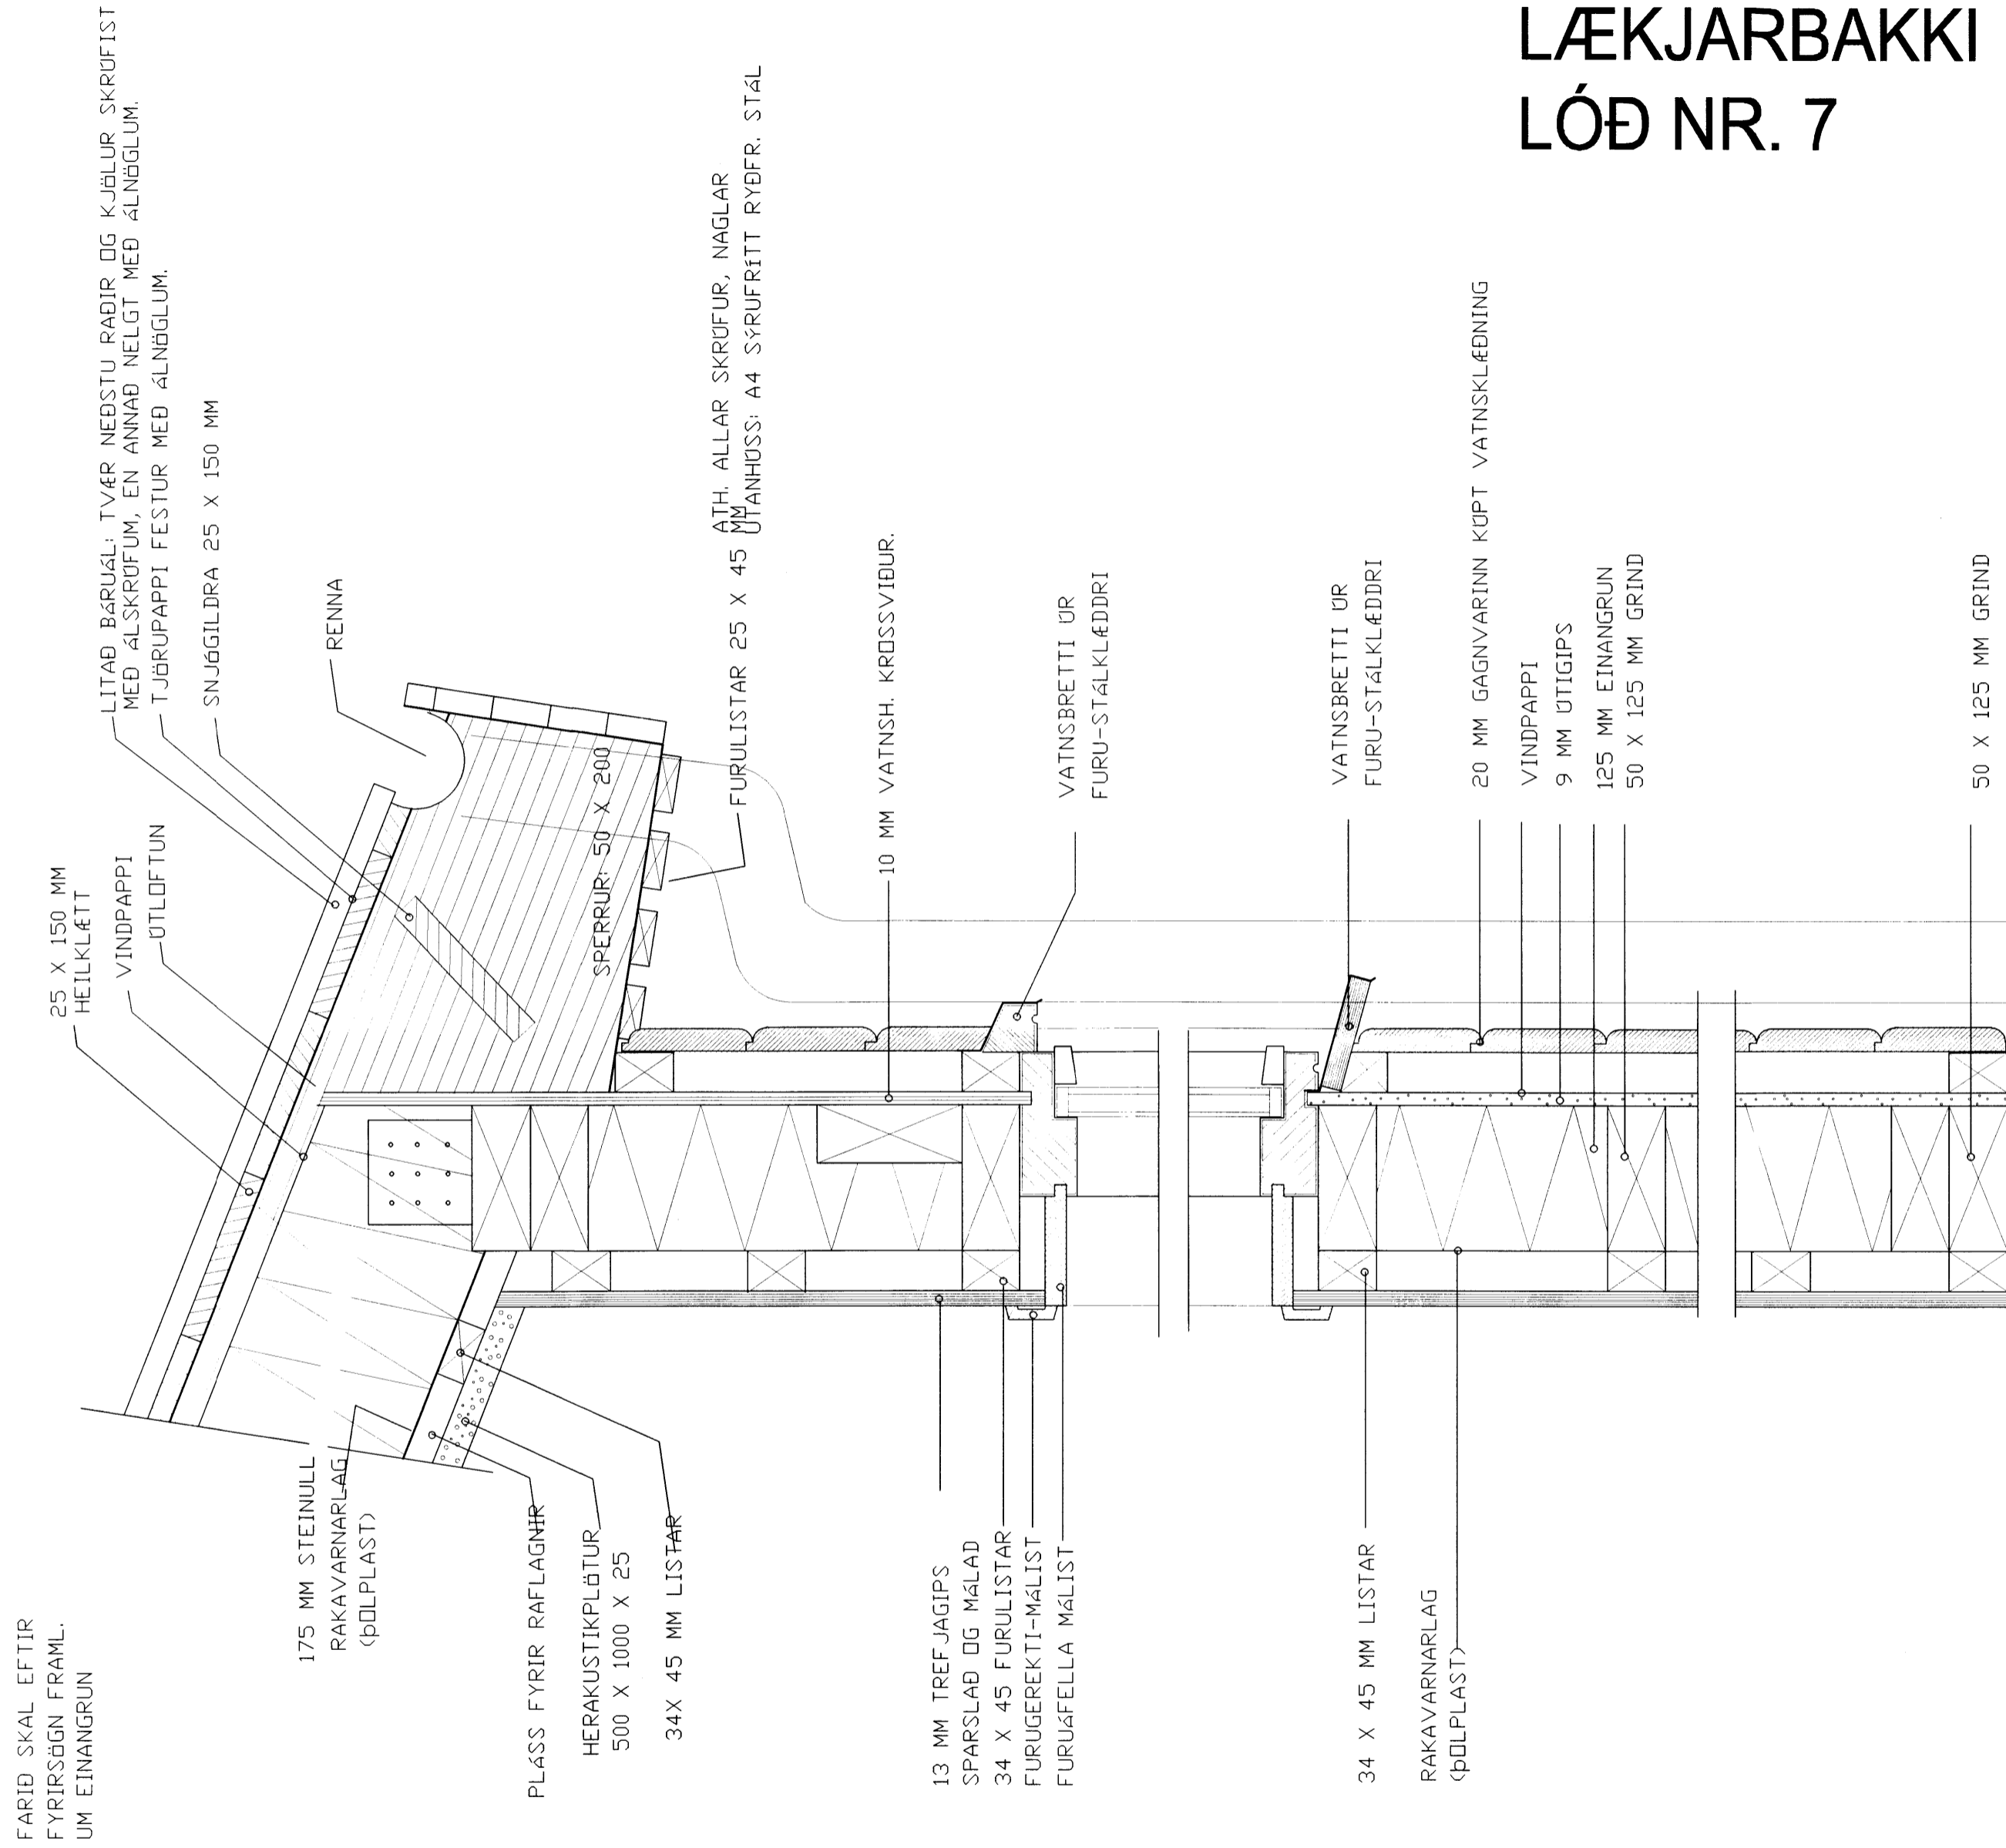 LÆKJARBAKKI
LÓÐ NR. 7
LITAÐ BÁRUÁL: TVÆR NEÐSTU RAÐIR OG KJÖLUR SKRÚFIST
MEÐ ÁLSKRÚFUM, EN ANNAÐ NELGT MEÐ ÁLNÖGLUM.
TJÖRUPAPPI FESTUR MEÐ ÁLNÖGLUM.
SNJÓGILDRA 25 X 150 MM
RENNA
25 X 150 MM
HEILKLÆTT
VINDPAPPI
ÚTLOFTUN
SPERRUR: 50 X 200
ATH. ALLAR SKRÚFUR, NAGLAR
UTANHÚSS: A4 SÝRUFRÍTT RYÐFR. STÁL
FURULISTAR 25 X 45 MM
10 MM VATNSH. KROSSVIÐUR.
VATNSBRETTI ÚR
FURU-STÁLKLÆDDRI
VATNSBRETTI ÚR
FURU-STÁLKLÆDDRI
20 MM GAGNVARINN KÚPT VATNSKLÆÐNING
VINDPAPPI
9 MM ÚTIGIPS
125 MM EINANGRUN
50 X 125 MM GRIND
50 X 125 MM GRIND
FARIÐ SKAL EFTIR
FYRIRSÖGN FRAML.
UM EINANGRUN
175 MM STEINULL
RAKAVARNARLAG
(ÞOLPLAST)
PLÁSS FYRIR RAFLAGNIR
HERAKUSTIKPLÖTUR
500 X 1000 X 25
34X 45 MM LISTAR
13 MM TREFJAGIPS
SPARSLAÐ OG MÁLAÐ
34 X 45 FURULISTAR
FURUGEREKTI-MÁLIST
FURUÁFELLA MÁLIST
34 X 45 MM LISTAR
RAKAVARNARLAG
(ÞOLPLAST)